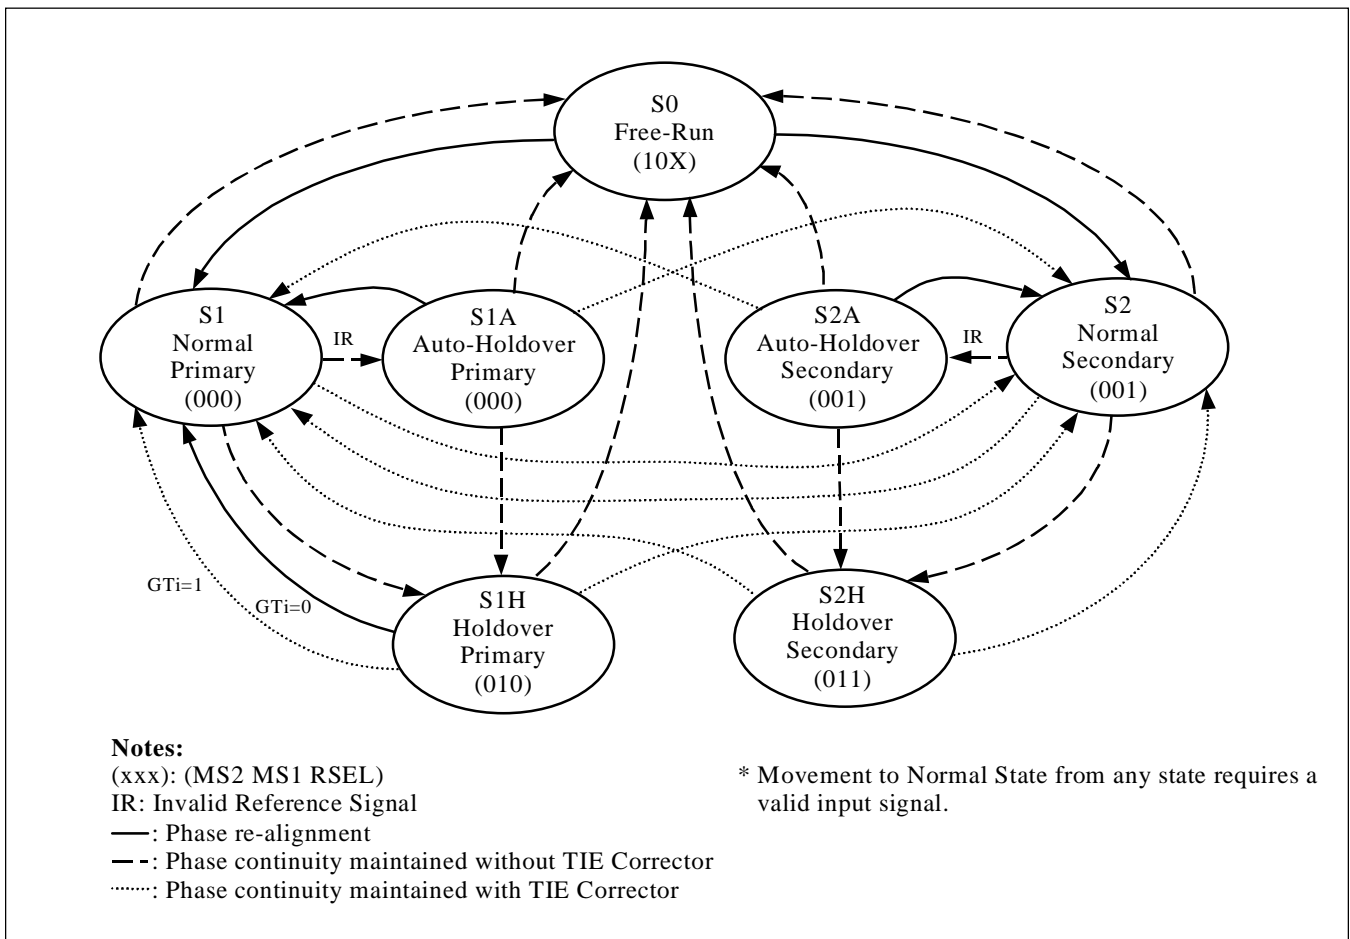 S0
Free-Run
(10X)
S1
Normal
Primary
(000)
IR
S1A
Auto-Holdover
Primary
(000)
S2A
Auto-Holdover
Secondary
(001)
IR
S2
Normal
Secondary
(001)
GTi=1
GTi=0
S1H
Holdover
Primary
(010)
S2H
Holdover
Secondary
(011)
Notes:
(xxx): (MS2 MS1 RSEL)
IR: Invalid Reference Signal
: Phase re-alignment
: Phase continuity maintained without TIE Corrector
: Phase continuity maintained with TIE Corrector
* Movement to Normal State from any state requires a
valid input signal.